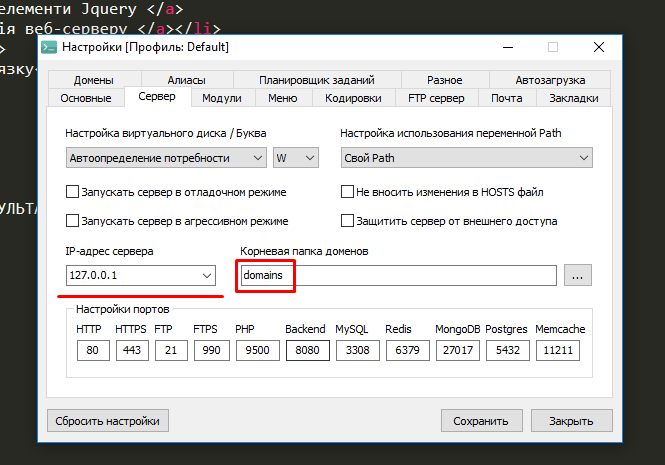 елементи Jquery </a>
ія веб-серверу </a></li>
>
язку
УЛЬТ
Настройки [Профиль: Default]
Домены Алиасы Планировщик заданий Разное Автозагрузка
Основные Сервер Модули Меню Кодировки FTP сервер Почта Закладки
Настройка виртуального диска / Буква Настройка использования переменной Path
Автоопределение потребности W Свой Path
Запускать сервер в отладочном режиме Не вносить изменения в HOSTS файл
Запускать сервер в агрессивном режиме Защитить сервер от внешнего доступа
IP-адрес сервера Корневая папка доменов
127.0.0.1 domains ...
Настройки портов
HTTP HTTPS FTP FTPS PHP Backend MySQL Redis MongoDB Postgres Memcache
80 443 21 990 9500 8080 3308 6379 27017 5432 11211
Сбросить настройки Сохранить Закрыть